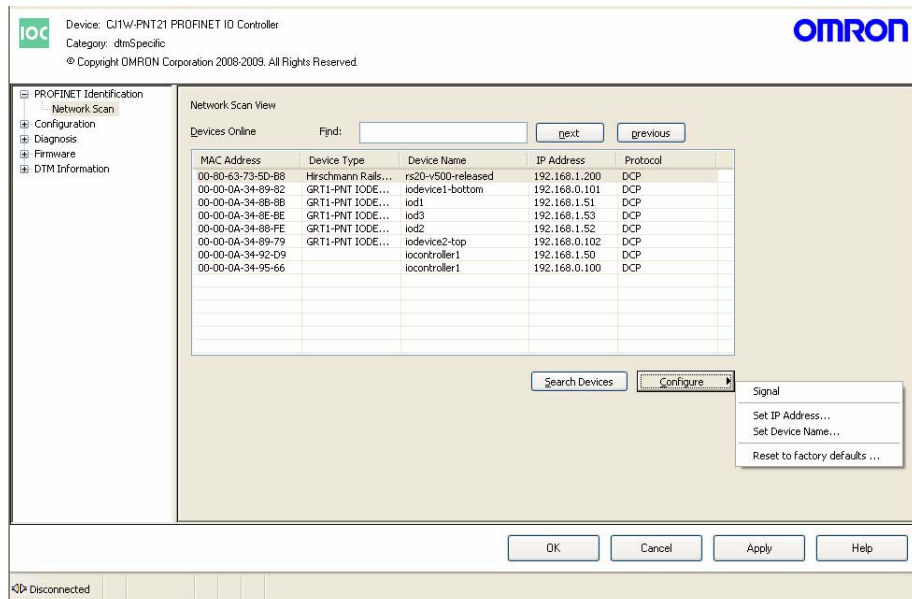 IOC
Device: CJ1W-PNT21 PROFINET IO Controller
Category: dtmSpecific
© Copyright OMRON Corporation 2008-2009. All Rights Reserved.
OMRON
PROFINET Identification
Network Scan
Configuration
Diagnosis
Firmware
DTM Information
Network Scan View
Devices Online Find: next previous
MAC Address Device Type Device Name IP Address Protocol
00-80-63-73-5D-B8 Hirschmann Rails... rs20-v500-released 192.168.1.200 DCP
00-00-0A-34-89-82 GRT1-PNT IODE... iodevice1-bottom 192.168.0.101 DCP
00-00-0A-34-8B-8B GRT1-PNT IODE... iod1 192.168.1.51 DCP
00-00-0A-34-8E-BE GRT1-PNT IODE... iod3 192.168.1.53 DCP
00-00-0A-34-88-FE GRT1-PNT IODE... iod2 192.168.1.52 DCP
00-00-0A-34-89-79 GRT1-PNT IODE... iodevice2-top 192.168.0.102 DCP
00-00-0A-34-92-D9 iocontroller1 192.168.1.50 DCP
00-00-0A-34-95-66 iocontroller1 192.168.0.100 DCP
Search Devices Configure
Signal
Set IP Address...
Set Device Name...
Reset to factory defaults ...
OK Cancel Apply Help
Disconnected